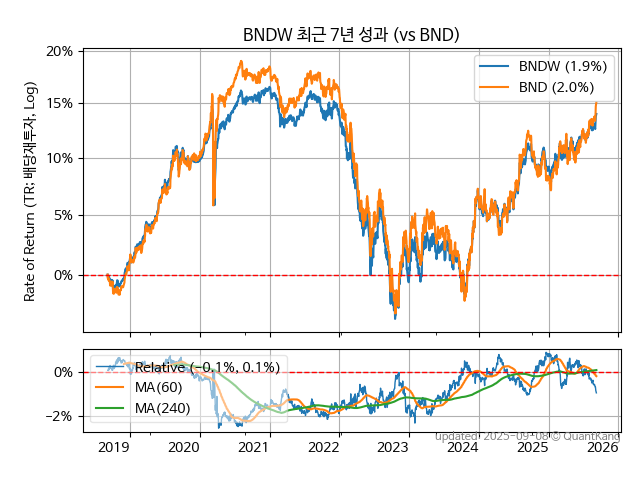 BNDW 최근 7년 성과 (vs BND)
Rate of Return (TR: 배당재투자, Log)
20%
15%
10%
5%
0%
BNDW (1.9%)
BND (2.0%)
0%
−2%
Relative (−0.1%, 0.1%)
MA(60)
MA(240)
updated: 2025-09-08 © QuantKang
2019 2020 2021 2022 2023 2024 2025 2026